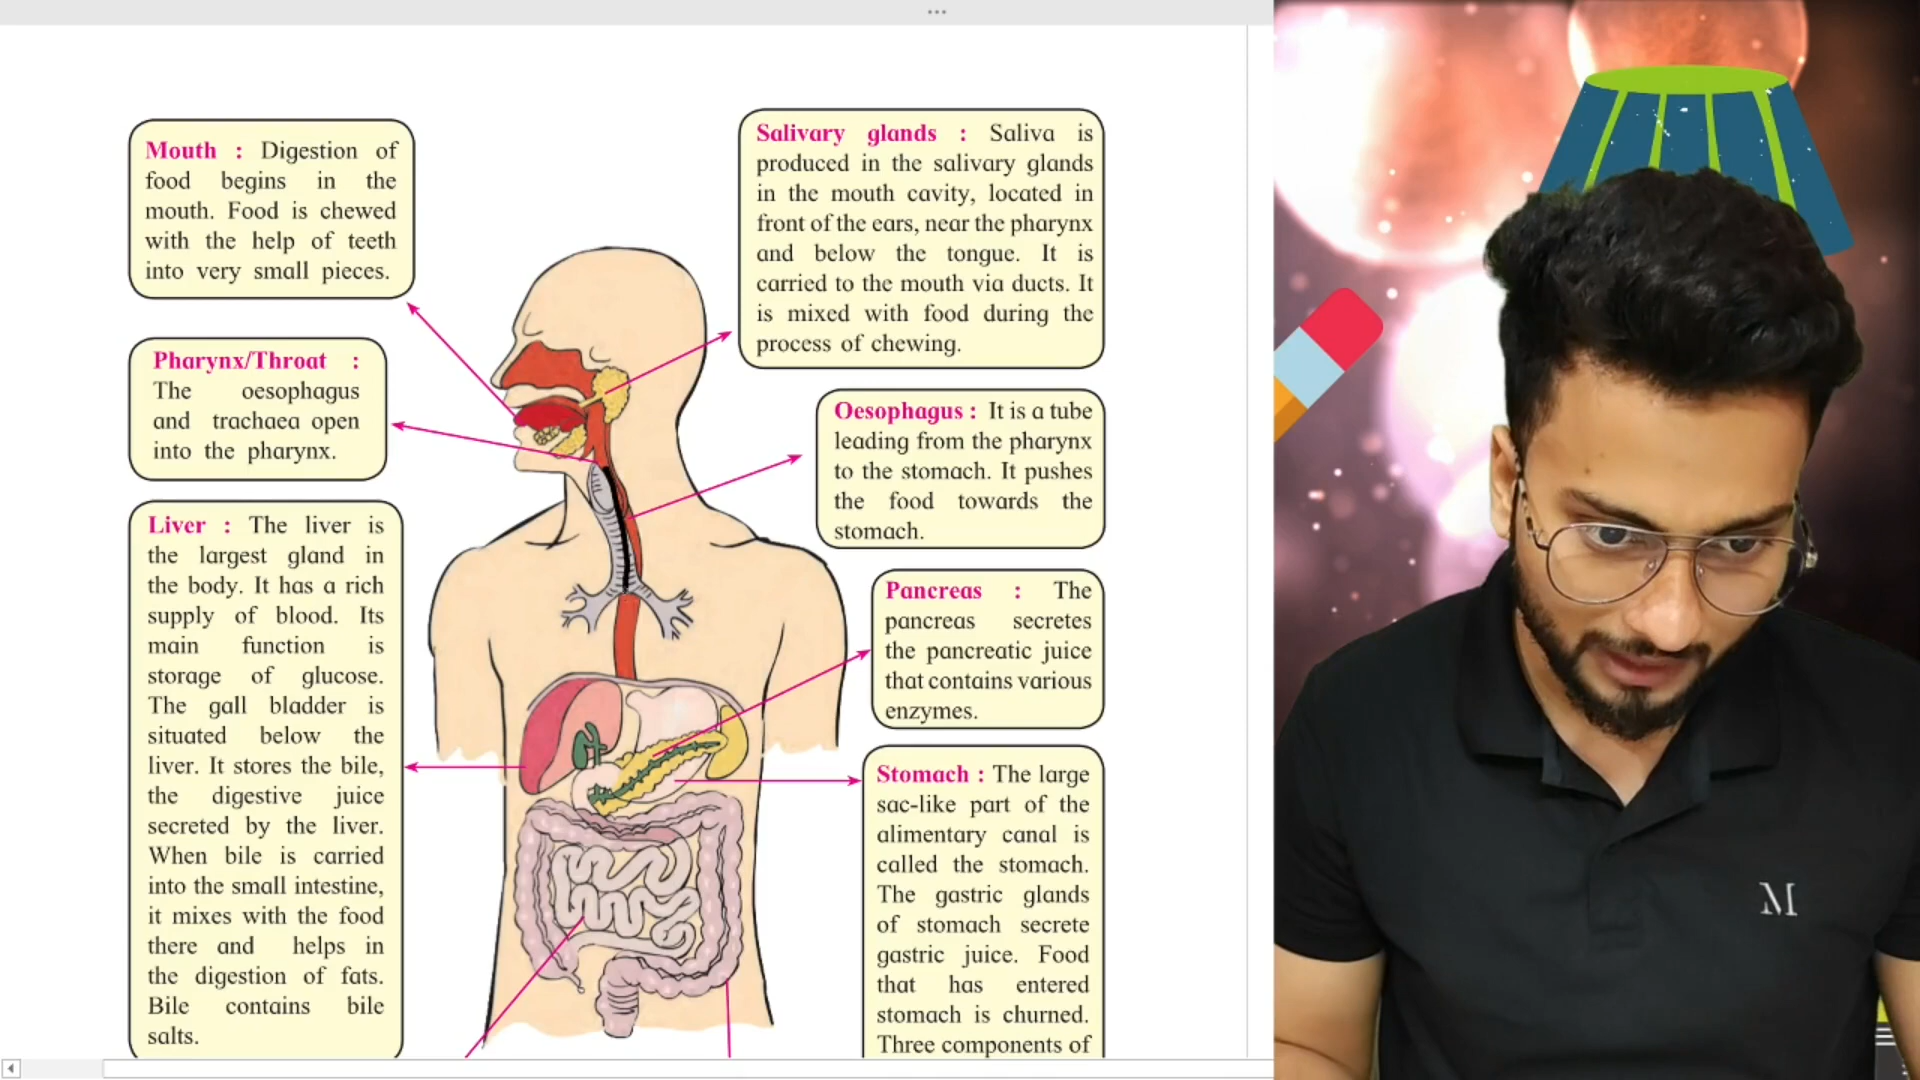 Mouth : Digestion of
food begins in the
mouth. Food is chewed
with the help of teeth
into very small pieces.
Pharynx/Throat :
The oesophagus
and trachaea open
into the pharynx.
Liver : The liver is
the largest gland in
the body. It has a rich
supply of blood. Its
main function is
storage of glucose.
The gall bladder is
situated below the
liver. It stores the bile,
the digestive juice
secreted by the liver.
When bile is carried
into the small intestine,
it mixes with the food
there and helps in
the digestion of fats.
Bile contains bile
salts.
Salivary glands : Saliva is
produced in the salivary glands
in the mouth cavity, located in
front of the ears, near the pharynx
and below the tongue. It is
carried to the mouth via ducts. It
is mixed with food during the
process of chewing.
Oesophagus : It is a tube
leading from the pharynx
to the stomach. It pushes
the food towards the
stomach.
Pancreas : The
pancreas secretes
the pancreatic juice
that contains various
enzymes.
Stomach : The large
sac-like part of the
alimentary canal is
called the stomach.
The gastric glands
of stomach secrete
gastric juice. Food
that has entered
stomach is churned.
Three components of
M